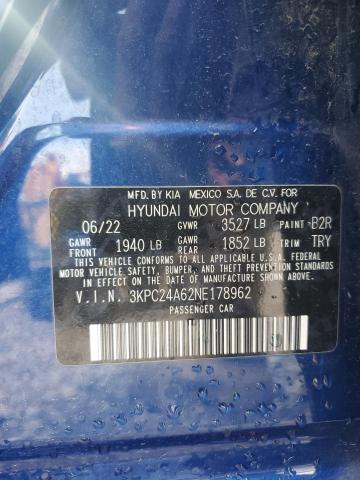 MFD. BY KIA MEXICO S.A. DE C.V. FOR
HYUNDAI MOTOR COMPANY
06/22 GVWR 3527 LB PAINT B2R
GAWR FRONT 1940 LB GAWR REAR 1852 LB TRIM TRY
THIS VEHICLE CONFORMS TO ALL APPLICABLE U.S.A. FEDERAL
MOTOR VEHICLE SAFETY, BUMPER, AND THEFT PREVENTION
STANDARDS IN EFFECT ON THE DATE OF MANUFACTURE SHOWN ABOVE.
V.I.N. 3KPC24A62NE178962
PASSENGER CAR